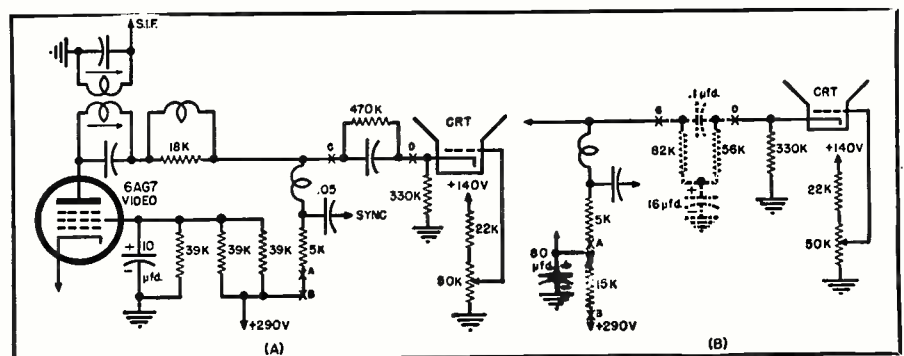 S.I.F.
470K
CRT
18K
C
D
6AG7
VIDEO
.05
SYNC
330K
+140V
22K
+
10
µfd.
39K
39K
39K
5K
A
B
+290V
(A)
.1 µfd.
CRT
D
82K
56K
330K
+140V
+
16 µfd.
22K
5K
A
80
µfd.
15K
B
+290V
50K
(B)